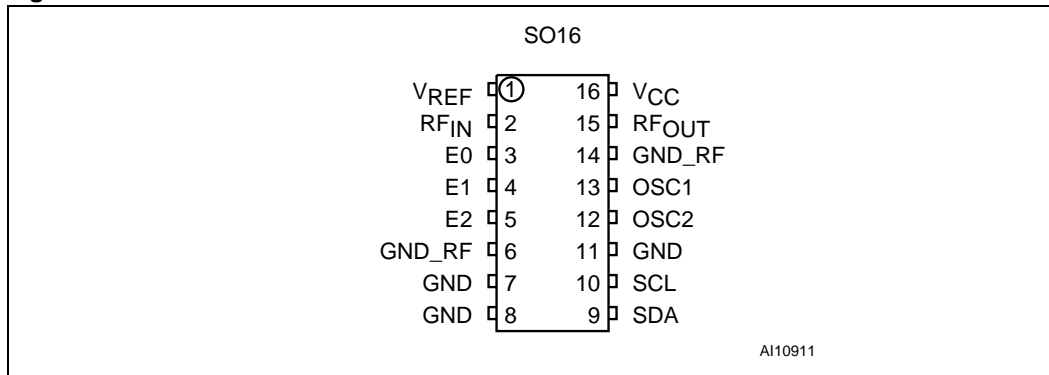 SO16
VREF 1 16 VCC
RFIN 2 15 RFOUT
E0 3 14 GND_RF
E1 4 13 OSC1
E2 5 12 OSC2
GND_RF 6 11 GND
GND 7 10 SCL
GND 8 9 SDA
AI10911